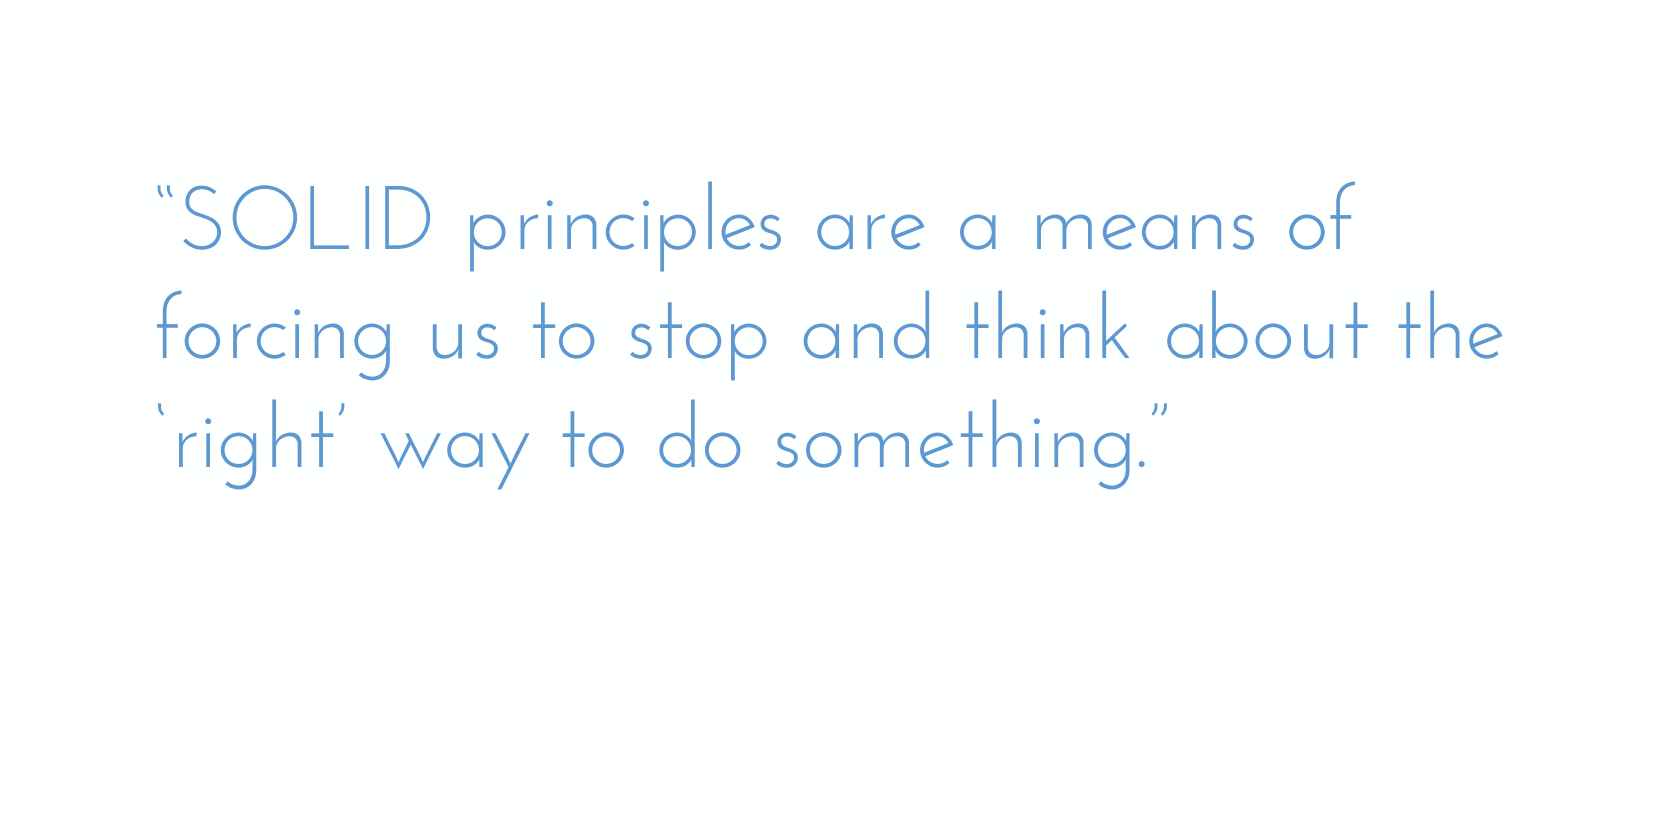 “SOLID principles are a means of
forcing us to stop and think about the
‘right’ way to do something.”